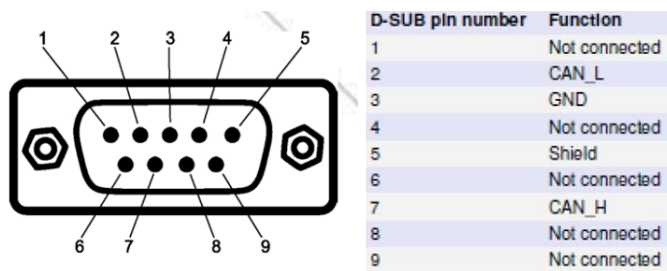 1 2 3 4 5
6 7 8 9
D-SUB pin number Function
1 Not connected
2 CAN_L
3 GND
4 Not connected
5 Shield
6 Not connected
7 CAN_H
8 Not connected
9 Not connected